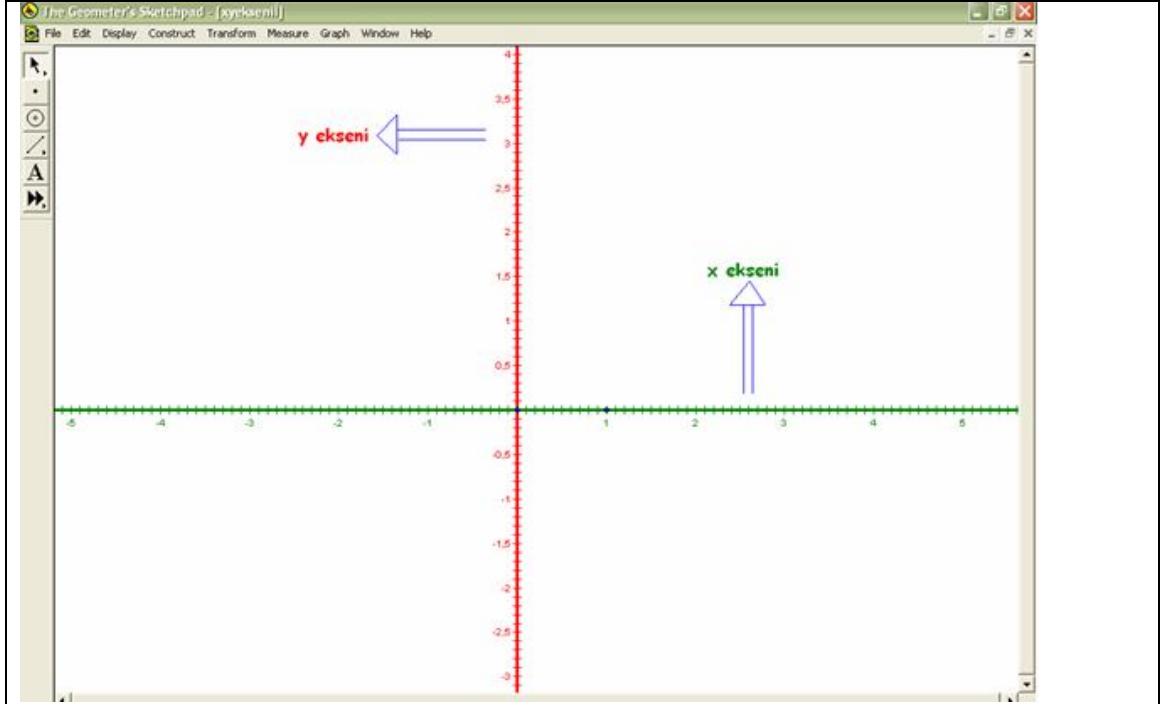 The Geometer's Sketchpad - [xyeksenil]
File Edit Display Construct Transform Measure Graph Window Help
A
4
3,5
y ekseni
3
2,5
2
x ekseni
1,5
1
0,5
-5 -4 -3 -2 -1 1 2 3 4 5
-0,5
-1
-1,5
-2
-2,5
-3